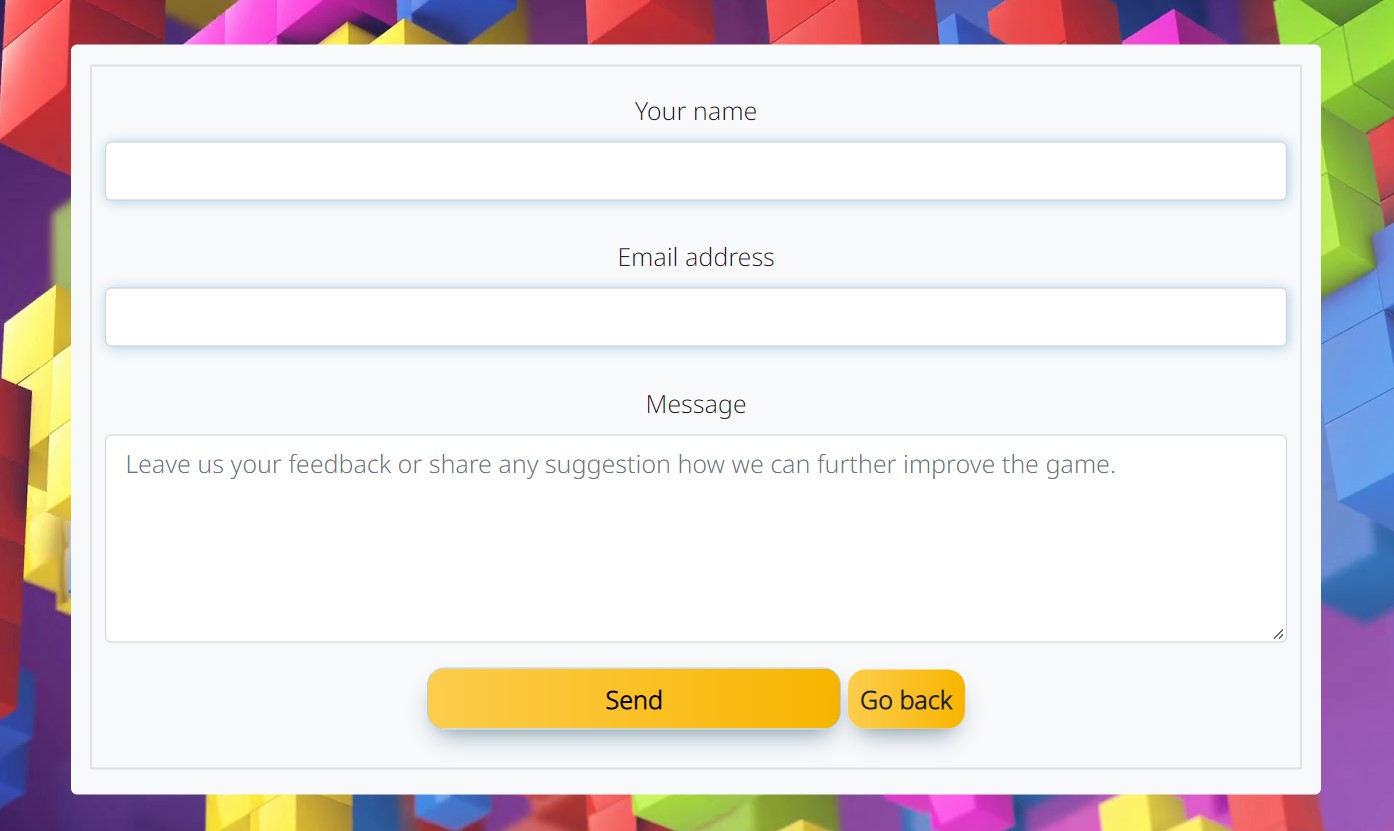 Your name
Email address
Message
Leave us your feedback or share any suggestion how we can further improve the game.
Send Go back